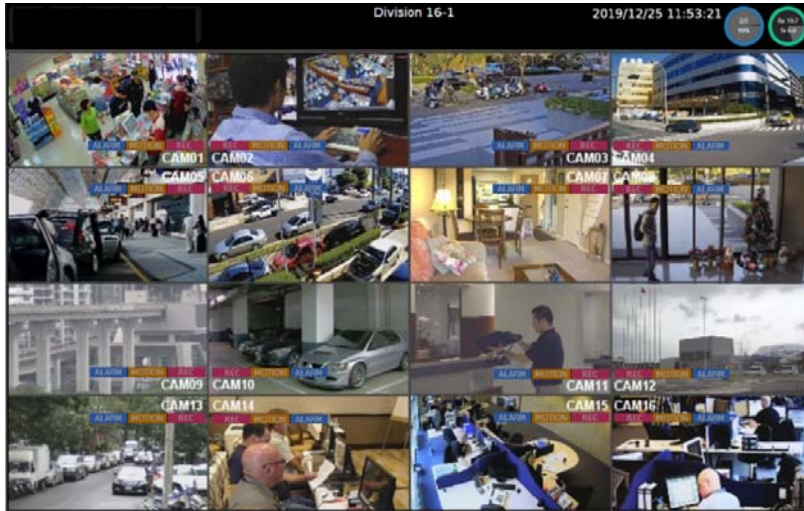 Division 16-1
2019/12/25 11:53:21
ALARM MOTION REC
CAM01
REC MOTION ALARM
CAM02
ALARM MOTION REC
CAM03
REC MOTION ALARM
CAM04
CAM05
ALARM MOTION REC
CAM06
REC MOTION ALARM
CAM07
ALARM MOTION REC
CAM08
REC MOTION ALARM
ALARM MOTION REC
CAM09
REC MOTION ALARM
CAM10
ALARM MOTION REC
CAM11
REC MOTION ALARM
CAM12
CAM13
ALARM MOTION REC
CAM14
REC MOTION ALARM
CAM15
ALARM MOTION REC
CAM16
REC MOTION ALARM